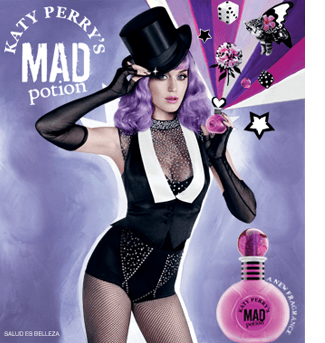 KATY PERRY'S
MAD
potion
A NEW FRAGRANCE
KATY PERRY'S
MAD
potion
SALUD ES BELLEZA